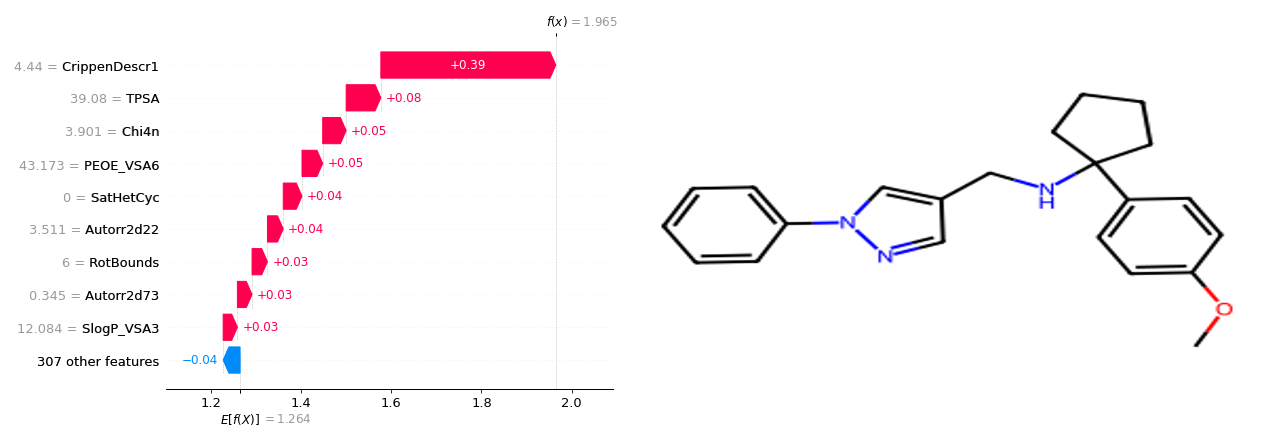 f(x) = 1.965
4.44 = CrippenDescr1
+0.39
39.08 = TPSA
+0.08
3.901 = Chi4n
+0.05
43.173 = PEOE_VSA6
+0.05
0 = SatHetCyc
+0.04
3.511 = Autorr2d22
+0.04
6 = RotBounds
+0.03
0.345 = Autorr2d73
+0.03
12.084 = SlogP_VSA3
+0.03
307 other features
−0.04
1.2 1.4 1.6 1.8 2.0
E[f(X)] = 1.264
N
N
N
H
O